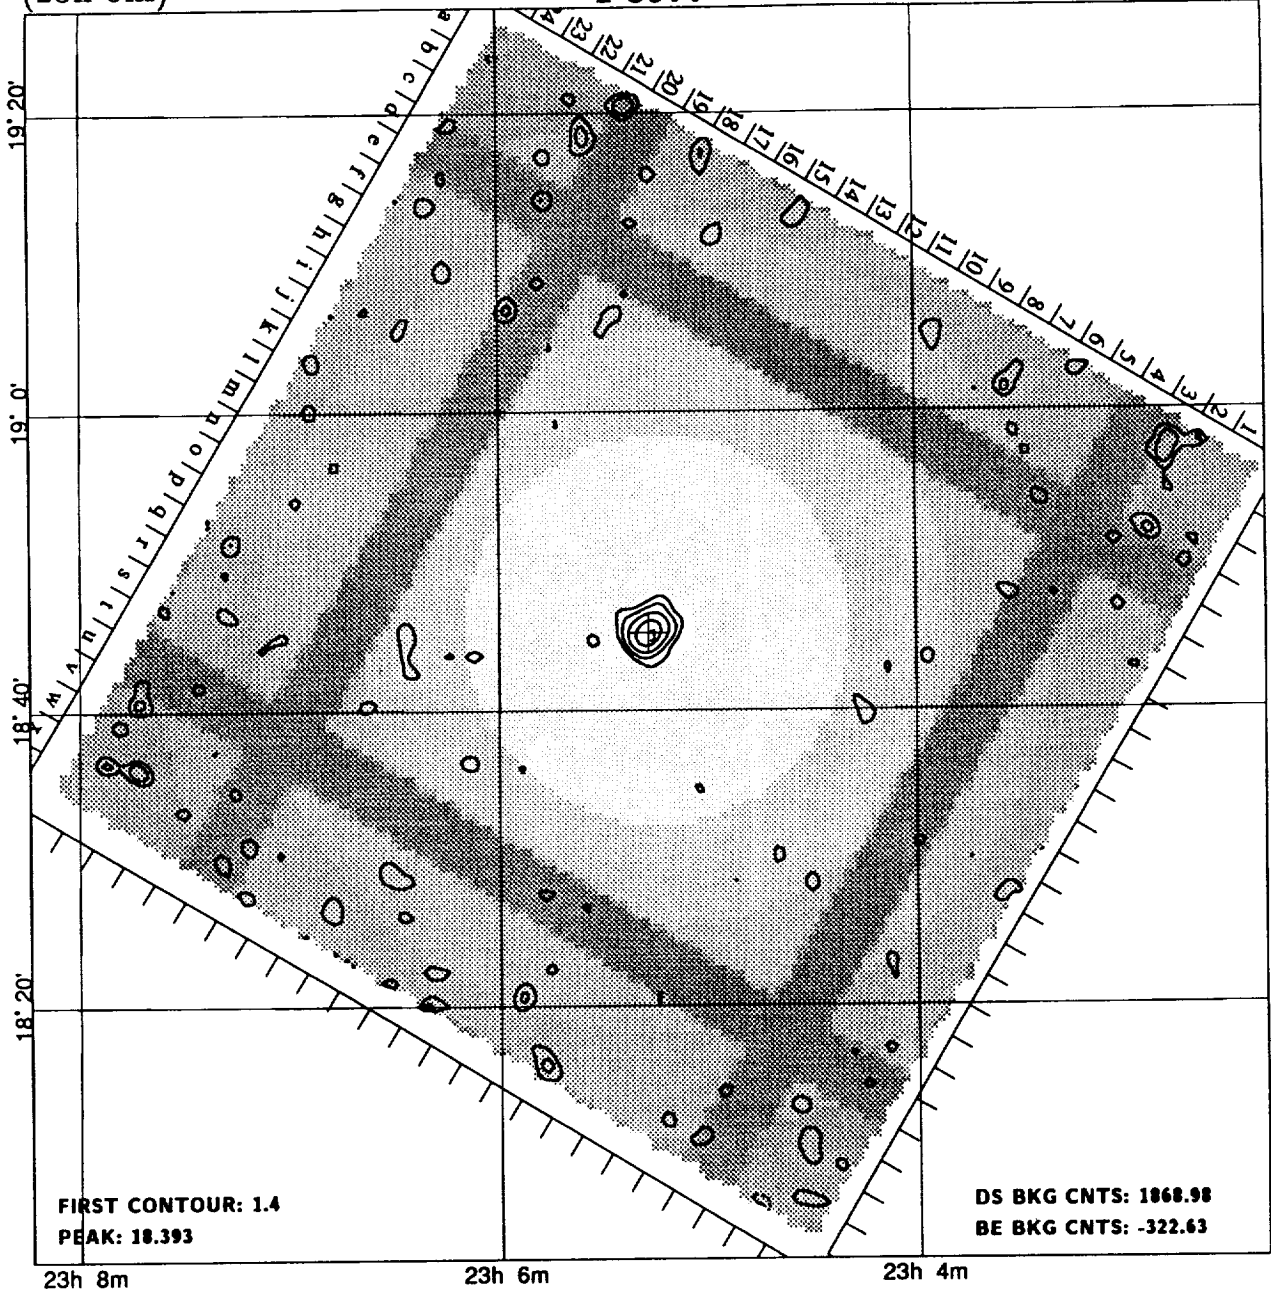 24 23 22 21 20 19 18 17 16 15 14 13 12 11 10 9 8 7 6 5 4 3 2 1
a b c d e f g h i j k l m n o p q r s t u v w
19° 20'
19° 0'
18° 40'
18° 20'
FIRST CONTOUR: 1.4
PEAK: 18.393
DS BKG CNTS: 1868.98
BE BKG CNTS: -322.63
23h 8m
23h 6m
23h 4m